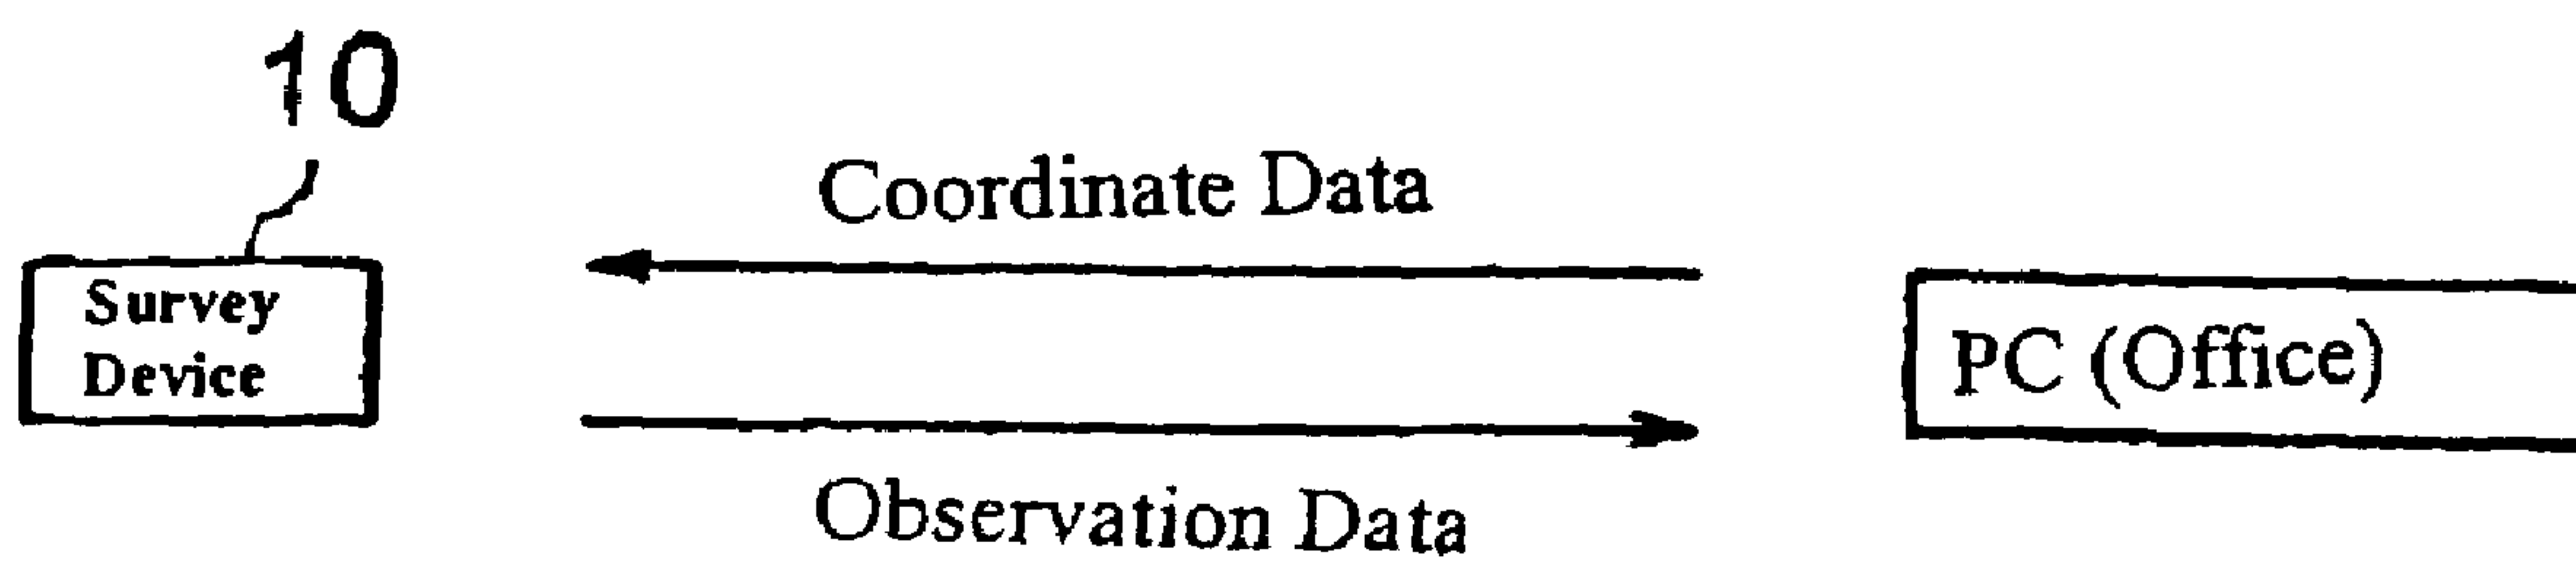 10
Coordinate Data
Survey
Device
PC (Office)
Observation Data